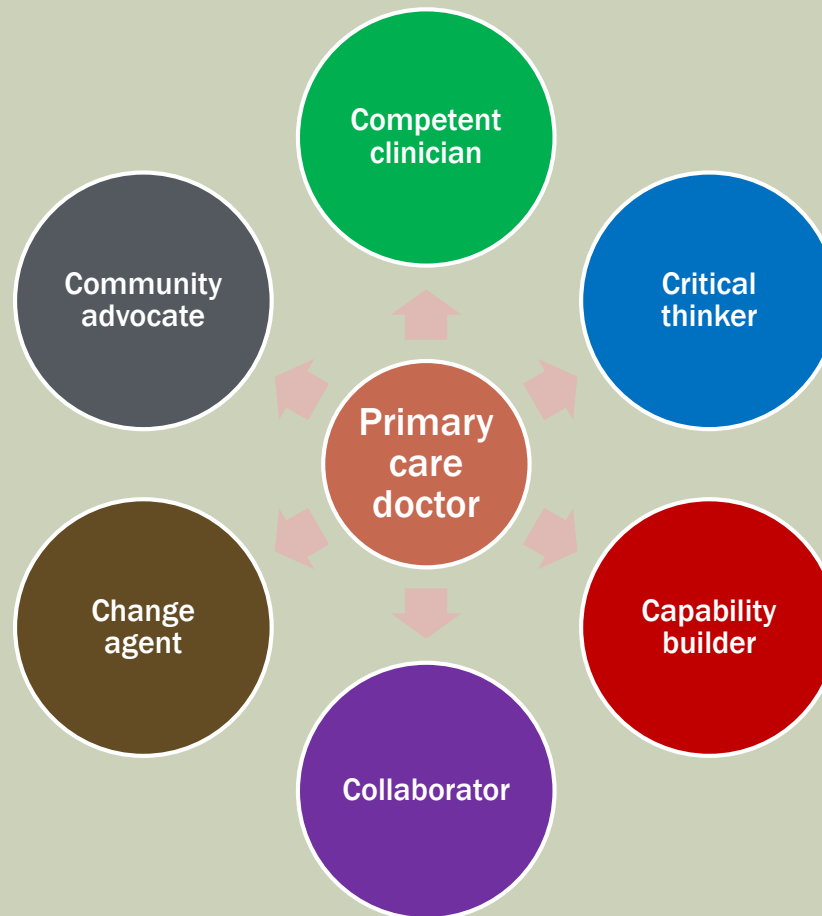 Competent
clinician
Community
advocate
Critical
thinker
Primary
care
doctor
Change
agent
Capability
builder
Collaborator